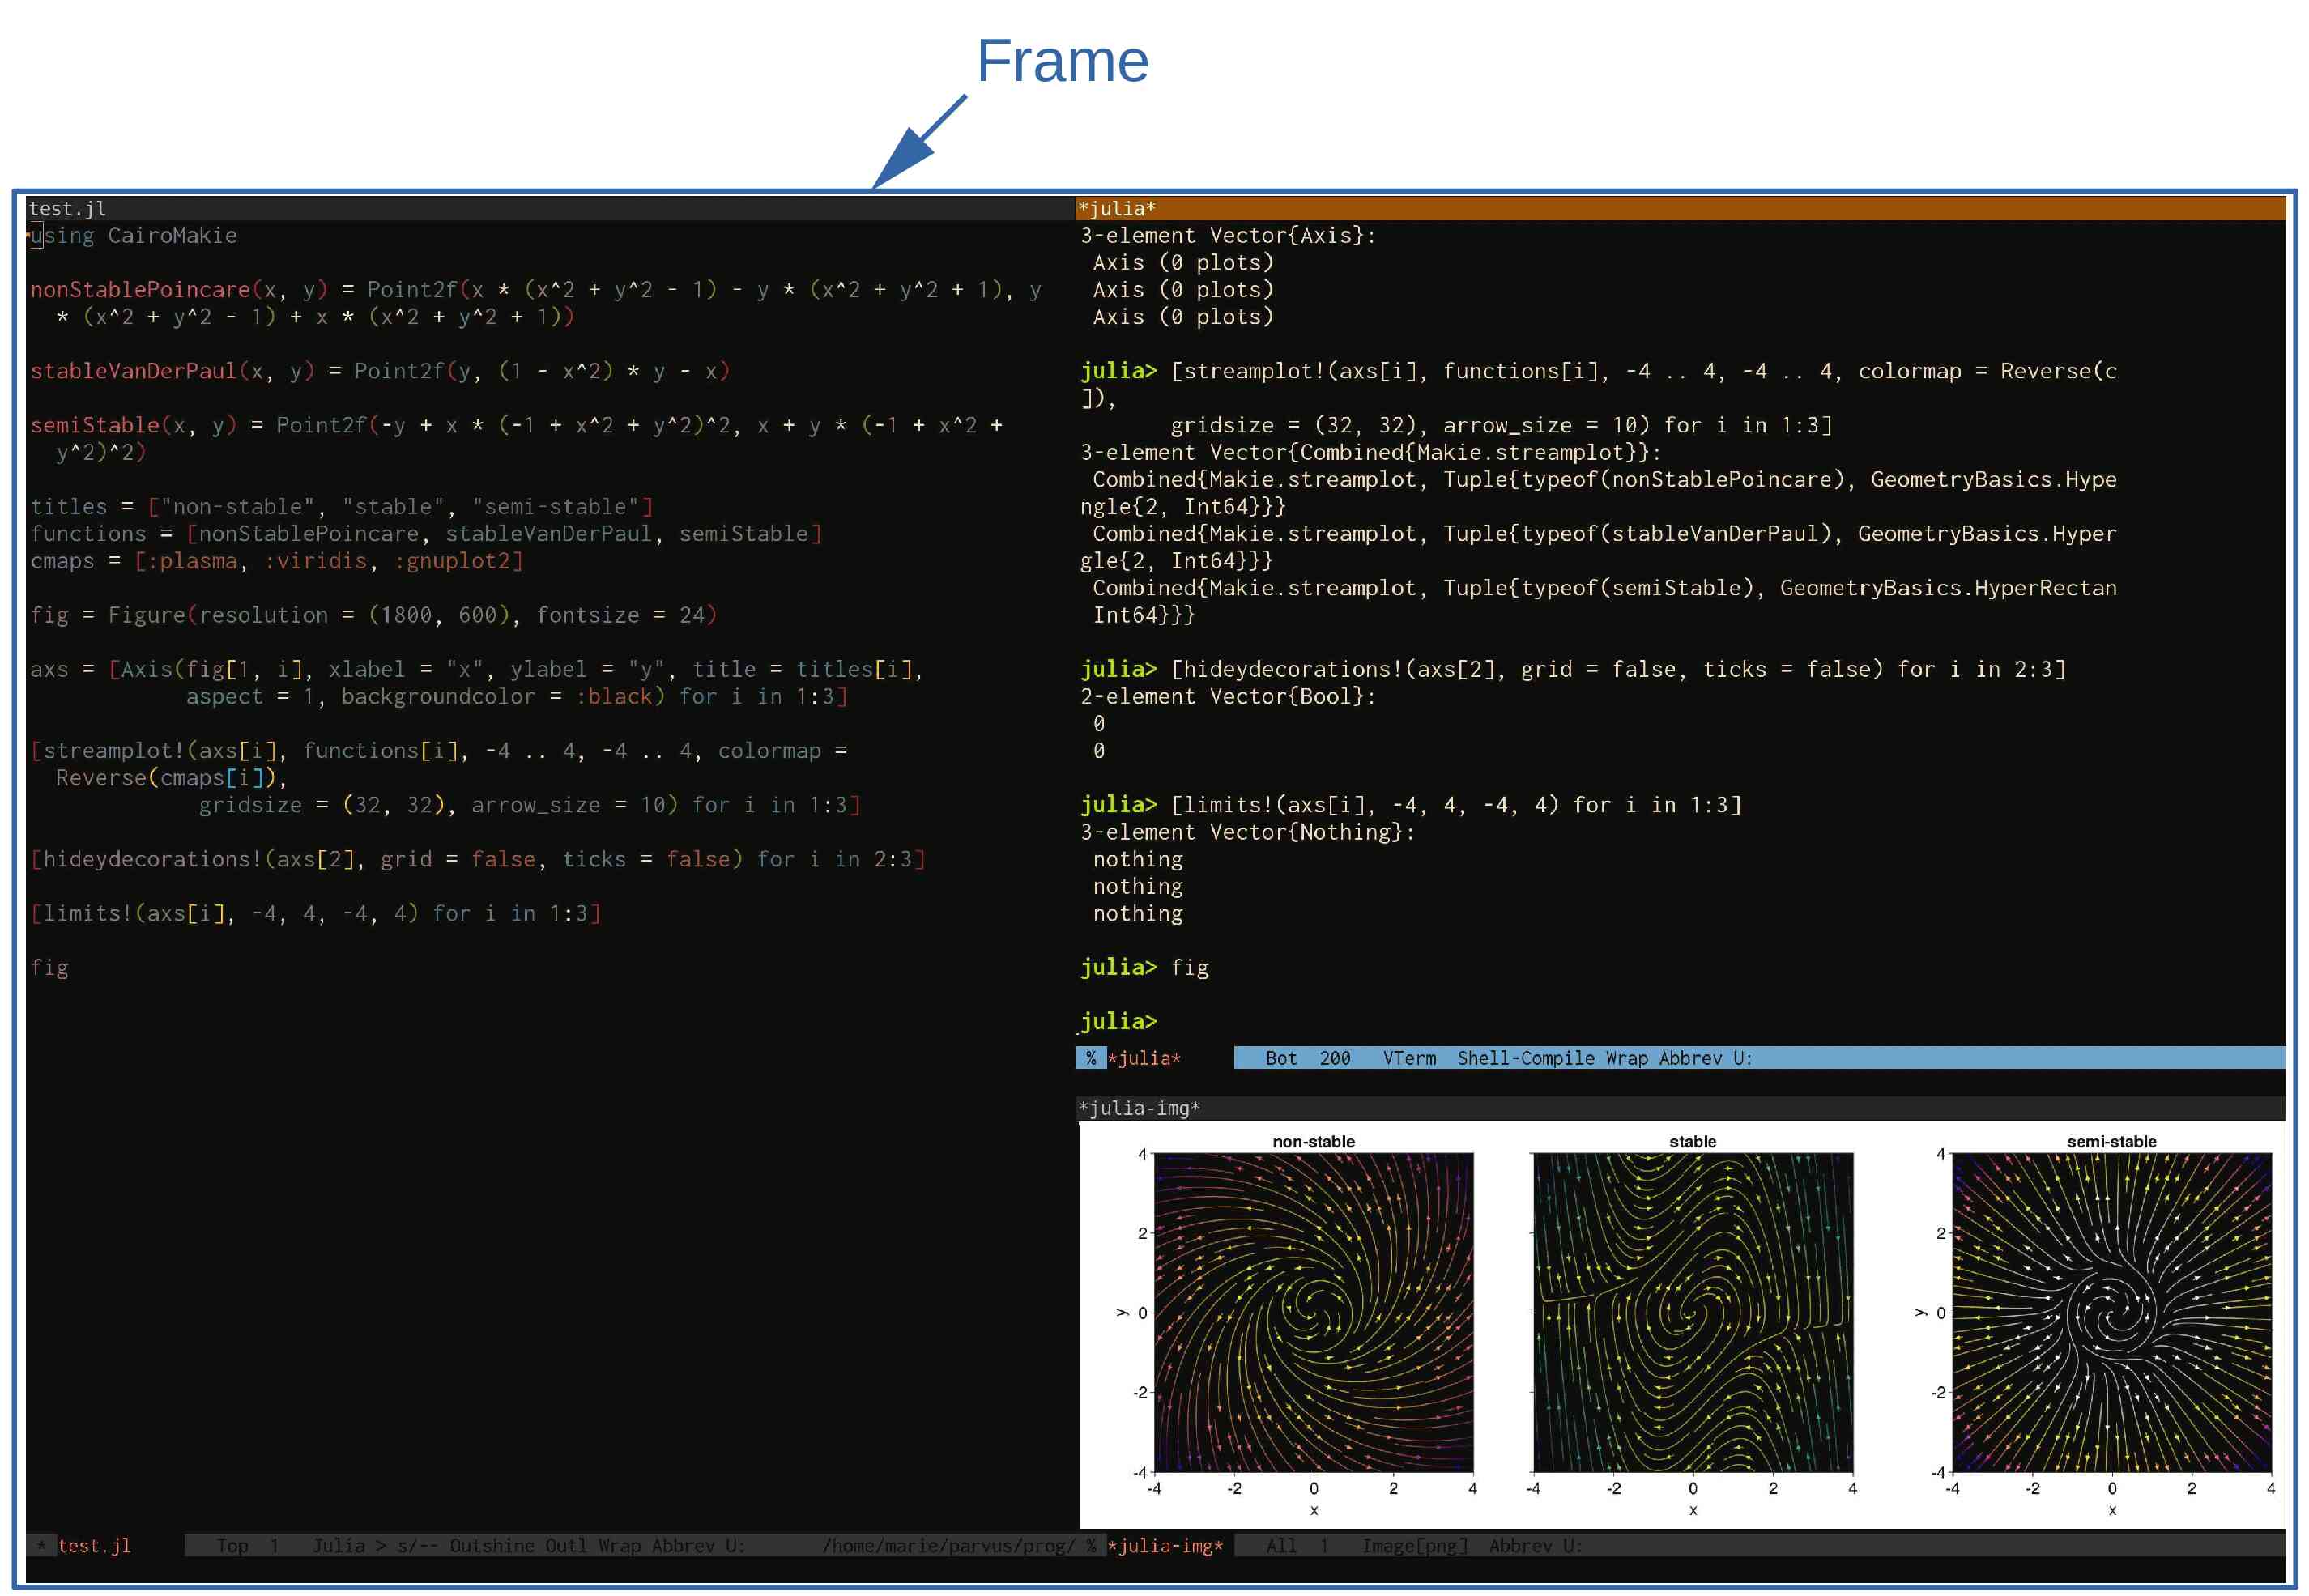 Frame
test.jl
using CairoMakie
nonStablePoincare(x, y) = Point2f(x * (x^2 + y^2 - 1) - y * (x^2 + y^2 + 1), y
* (x^2 + y^2 - 1) + x * (x^2 + y^2 + 1))
stableVanDerPaul(x, y) = Point2f(y, (1 - x^2) * y - x)
semiStable(x, y) = Point2f(-y + x * (-1 + x^2 + y^2)^2, x + y * (-1 + x^2 +
y^2)^2)
titles = ["non-stable", "stable", "semi-stable"]
functions = [nonStablePoincare, stableVanDerPaul, semiStable]
cmaps = [:plasma, :viridis, :gnuplot2]
fig = Figure(resolution = (1800, 600), fontsize = 24)
axs = [Axis(fig[1, i], xlabel = "x", ylabel = "y", title = titles[i],
aspect = 1, backgroundcolor = :black) for i in 1:3]
[streamplot!(axs[i], functions[i], -4 .. 4, -4 .. 4, colormap =
Reverse(cmaps[i]),
gridsize = (32, 32), arrow_size = 10) for i in 1:3]
[hideydecorations!(axs[2], grid = false, ticks = false) for i in 2:3]
[limits!(axs[i], -4, 4, -4, 4) for i in 1:3]
fig
* test.jl Top 1 Julia > s/-- Outshine Outl Wrap Abbrev U: /home/marie/parvus/prog/
*julia*
3-element Vector{Axis}:
Axis (0 plots)
Axis (0 plots)
Axis (0 plots)
julia> [streamplot!(axs[i], functions[i], -4 .. 4, -4 .. 4, colormap = Reverse(c
]),
gridsize = (32, 32), arrow_size = 10) for i in 1:3]
3-element Vector{Combined{Makie.streamplot}}:
Combined{Makie.streamplot, Tuple{typeof(nonStablePoincare), GeometryBasics.Hype
ngle{2, Int64}}}
Combined{Makie.streamplot, Tuple{typeof(stableVanDerPaul), GeometryBasics.Hyper
gle{2, Int64}}}
Combined{Makie.streamplot, Tuple{typeof(semiStable), GeometryBasics.HyperRectan
Int64}}}
julia> [hideydecorations!(axs[2], grid = false, ticks = false) for i in 2:3]
2-element Vector{Bool}:
0
0
julia> [limits!(axs[i], -4, 4, -4, 4) for i in 1:3]
3-element Vector{Nothing}:
nothing
nothing
nothing
julia> fig
julia>
% *julia* Bot 200 VTerm Shell-Compile Wrap Abbrev U:
*julia-img*
non-stable stable semi-stable
4 4
2 2
y 0 y 0
-2 -2
-4 -4
-4 -2 0 2 4 -4 -2 0 2 4 -4 -2 0 2 4
x x x
% *julia-img* All 1 Image[png] Abbrev U: